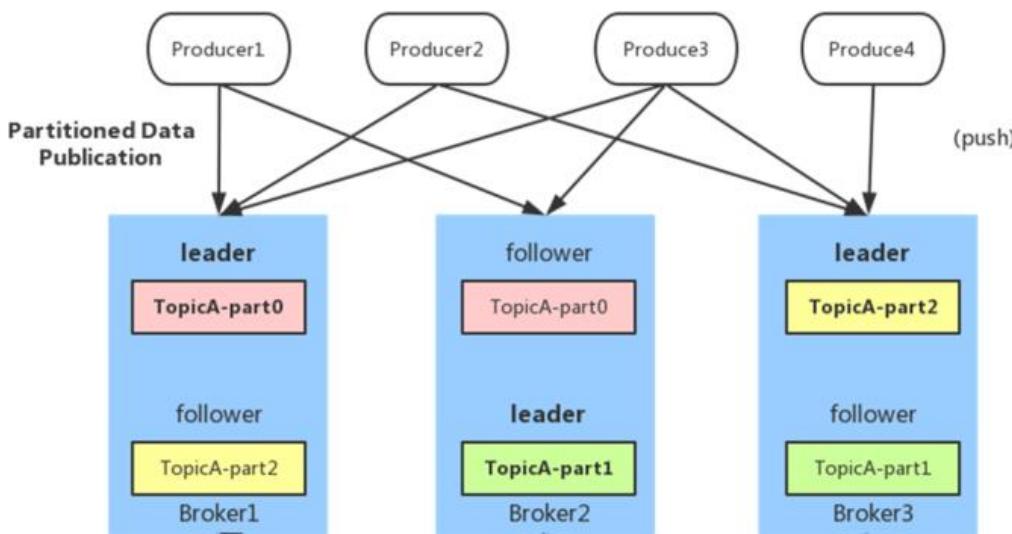 Producer1
Producer2
Produce3
Produce4
Partitioned Data
Publication
(push)
leader
TopicA-part0
follower
TopicA-part2
Broker1
follower
TopicA-part0
leader
TopicA-part1
Broker2
leader
TopicA-part2
follower
TopicA-part1
Broker3